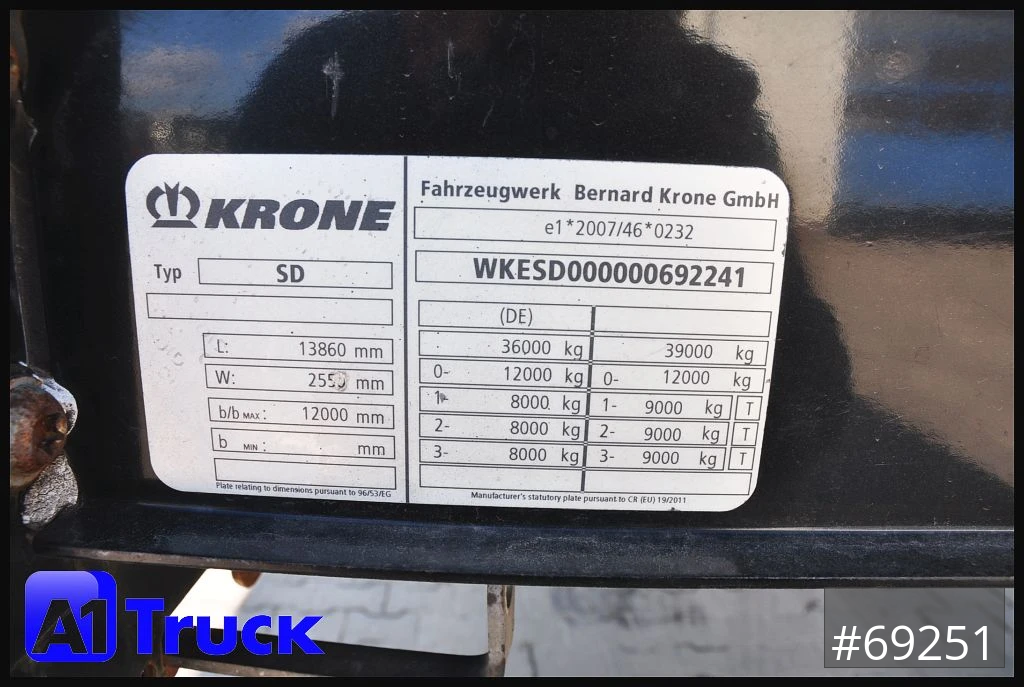 KRONE
Typ SD
L: 13860 mm
W: 2550 mm
b/b MAX: 12000 mm
b MIN: mm
Plate relating to dimensions pursuant to 96/53/EG
Fahrzeugwerk Bernard Krone GmbH
e1*2007/46*0232
WKESD000000692241
(DE)
36000 kg 39000 kg
0- 12000 kg 0- 12000 kg
1- 8000 kg 1- 9000 kg T
2- 8000 kg 2- 9000 kg T
3- 8000 kg 3- 9000 kg T
Manufacturer's statutory plate pursuant to CR (EU) 19/2011
A1 Truck
#69251